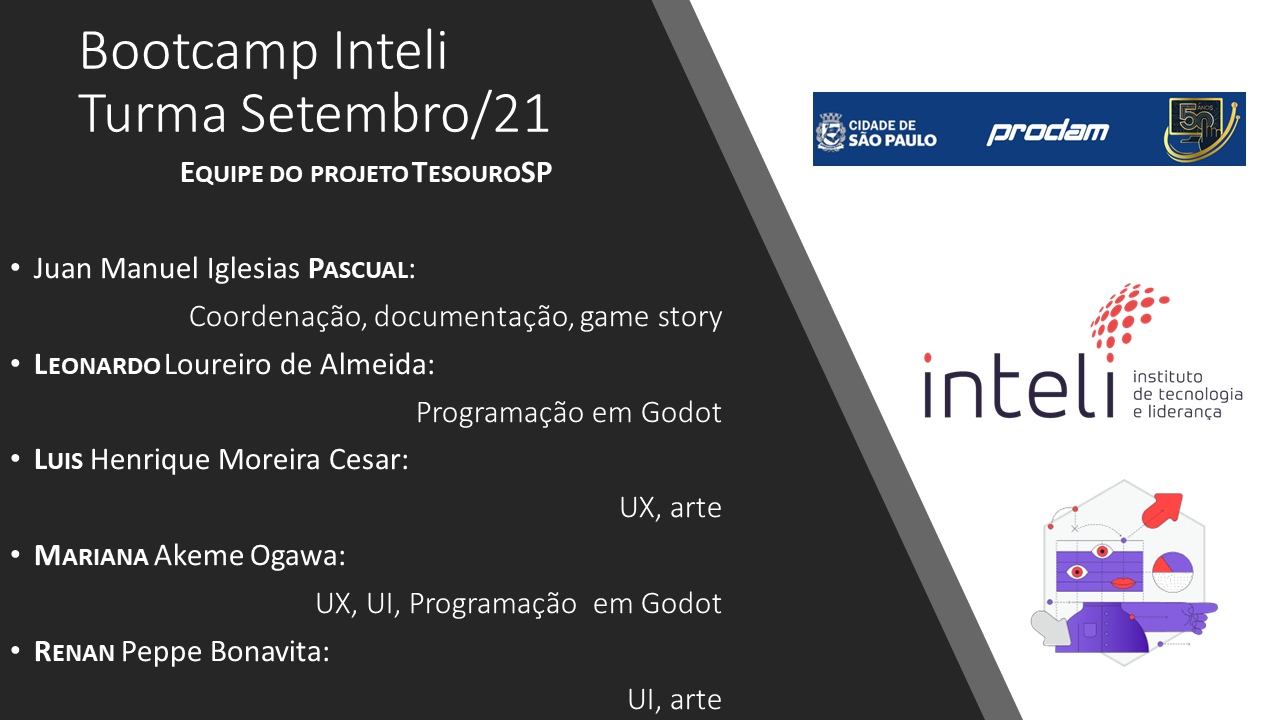 Bootcamp Inteli
Turma Setembro/21
EQUIPE DO PROJETO TESOUROSP
• Juan Manuel Iglesias PASCUAL:
Coordenação, documentação, game story
• LEONARDO Loureiro de Almeida:
Programação em Godot
• LUIS Henrique Moreira Cesar:
UX, arte
• MARIANA Akeme Ogawa:
UX, UI, Programação em Godot
• RENAN Peppe Bonavita:
UI, arte
CIDADE DE
SÃO PAULO
prodam
ANOS
50
inteli
instituto
de tecnologia
e liderança